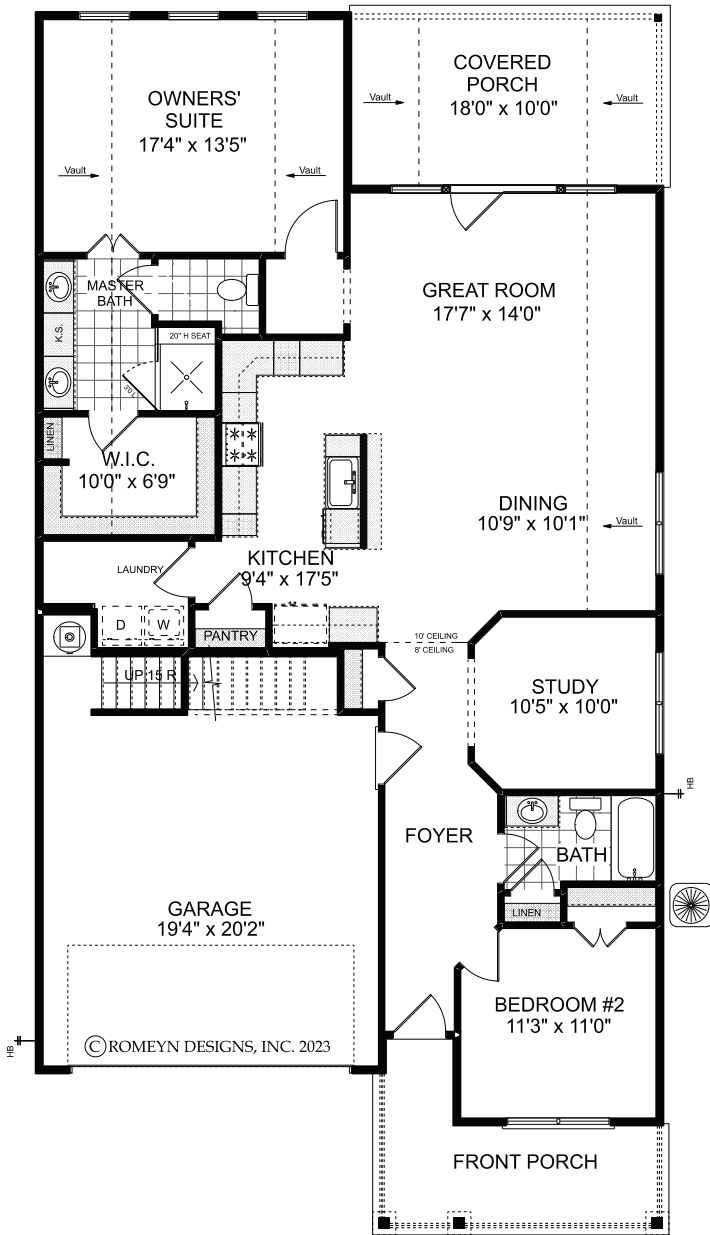 COVERED
PORCH
18'0" x 10'0"
Vault
Vault
OWNERS'
SUITE
17'4" x 13'5"
Vault
Vault
MASTER
BATH
K.S.
20" H SEAT
3'0 L
GREAT ROOM
17'7" x 14'0"
LINEN
W.I.C.
10'0" x 6'9"
DINING
10'9" x 10'1"
Vault
KITCHEN
9'4" x 17'5"
LAUNDRY
D
W
PANTRY
10' CEILING
8' CEILING
UP 15 R
STUDY
10'5" x 10'0"
HB
FOYER
BATH
LINEN
GARAGE
19'4" x 20'2"
BEDROOM #2
11'3" x 11'0"
HB
© ROMEYN DESIGNS, INC. 2023
FRONT PORCH